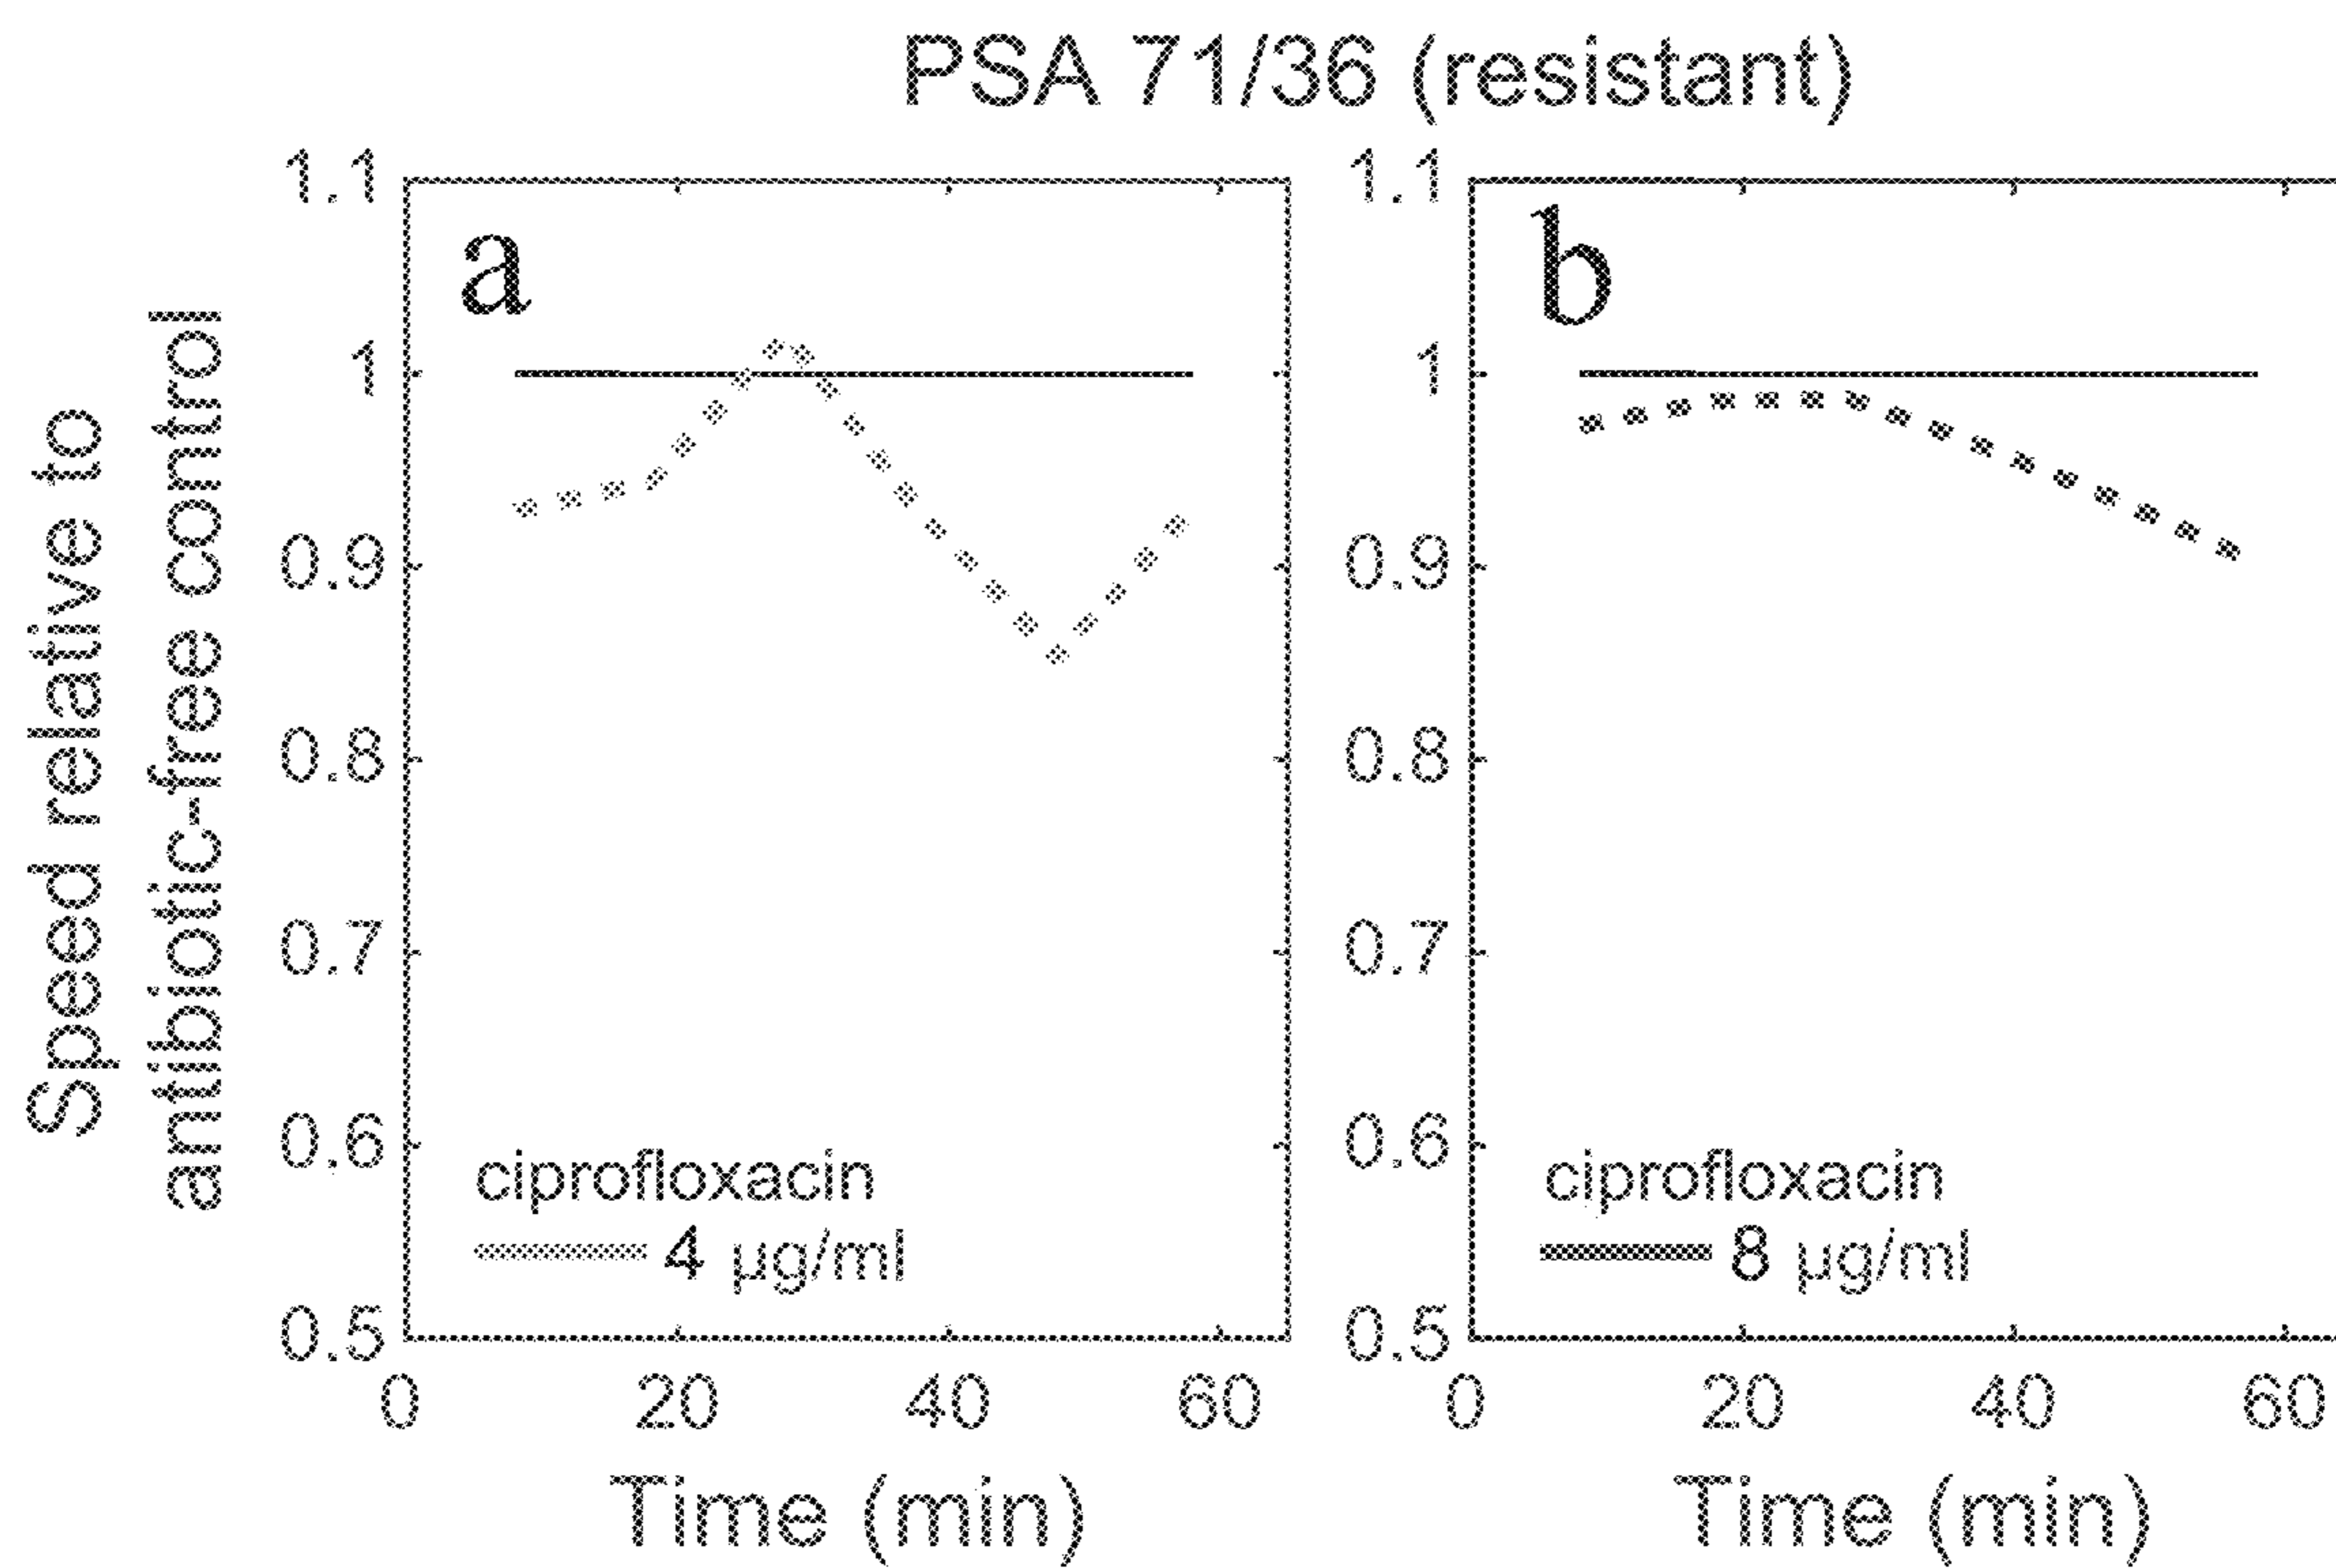 PSA 71/36 (resistant)
Speed relative to
antibiotic-free control
1.1
1
0.9
0.8
0.7
0.6
0.5
a
ciprofloxacin
4 µg/ml
0 20 40 60
Time (min)
1.1
1
0.9
0.8
0.7
0.6
0.5
b
ciprofloxacin
8 µg/ml
0 20 40 60
Time (min)